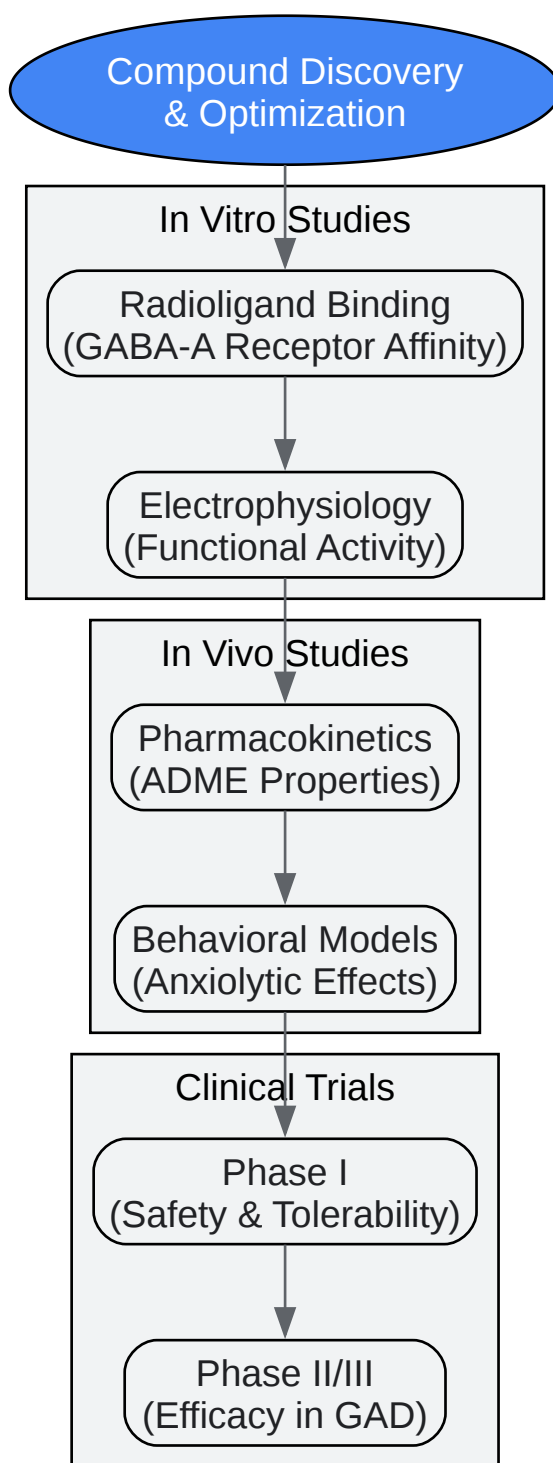 Compound Discovery
& Optimization
In Vitro Studies
Radioligand Binding
(GABA-A Receptor Affinity)
Electrophysiology
(Functional Activity)
In Vivo Studies
Pharmacokinetics
(ADME Properties)
Behavioral Models
(Anxiolytic Effects)
Clinical Trials
Phase I
(Safety & Tolerability)
Phase II/III
(Efficacy in GAD)